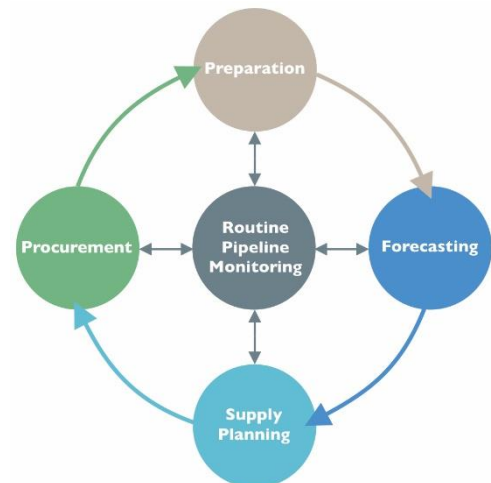 Preparation
Procurement
Routine
Pipeline
Monitoring
Forecasting
Supply
Planning